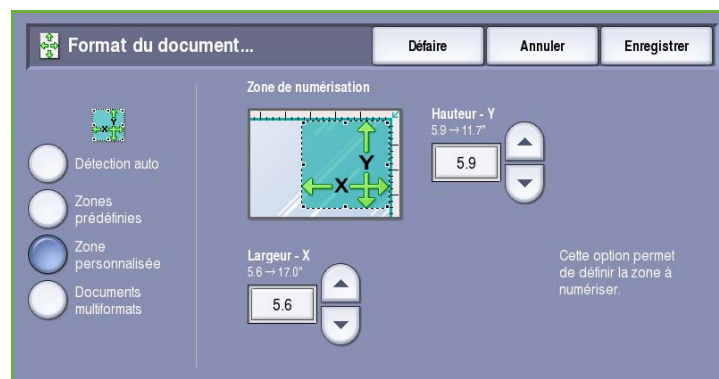 Format du document...
Défaire
Annuler
Enregistrer
Détection auto
Zones
prédéfinies
Zone
personnalisée
Documents
multiformats
Zone de numérisation
Y
X
Hauteur - Y
5.9 → 11.7"
5.9
Largeur - X
5.6 → 17.0"
5.6
Cette option permet
de définir la zone à
numériser.